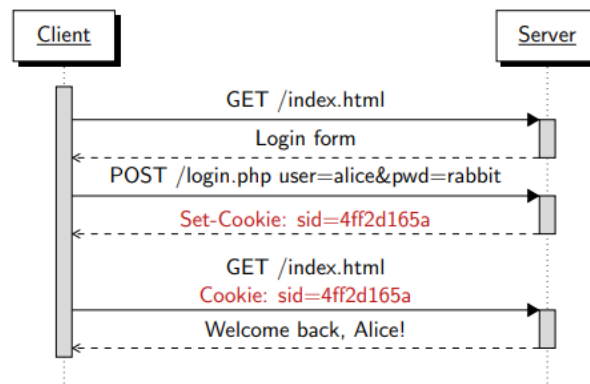 Client
Server
GET /index.html
Login form
POST /login.php user=alice&pwd=rabbit
Set-Cookie: sid=4ff2d165a
GET /index.html
Cookie: sid=4ff2d165a
Welcome back, Alice!